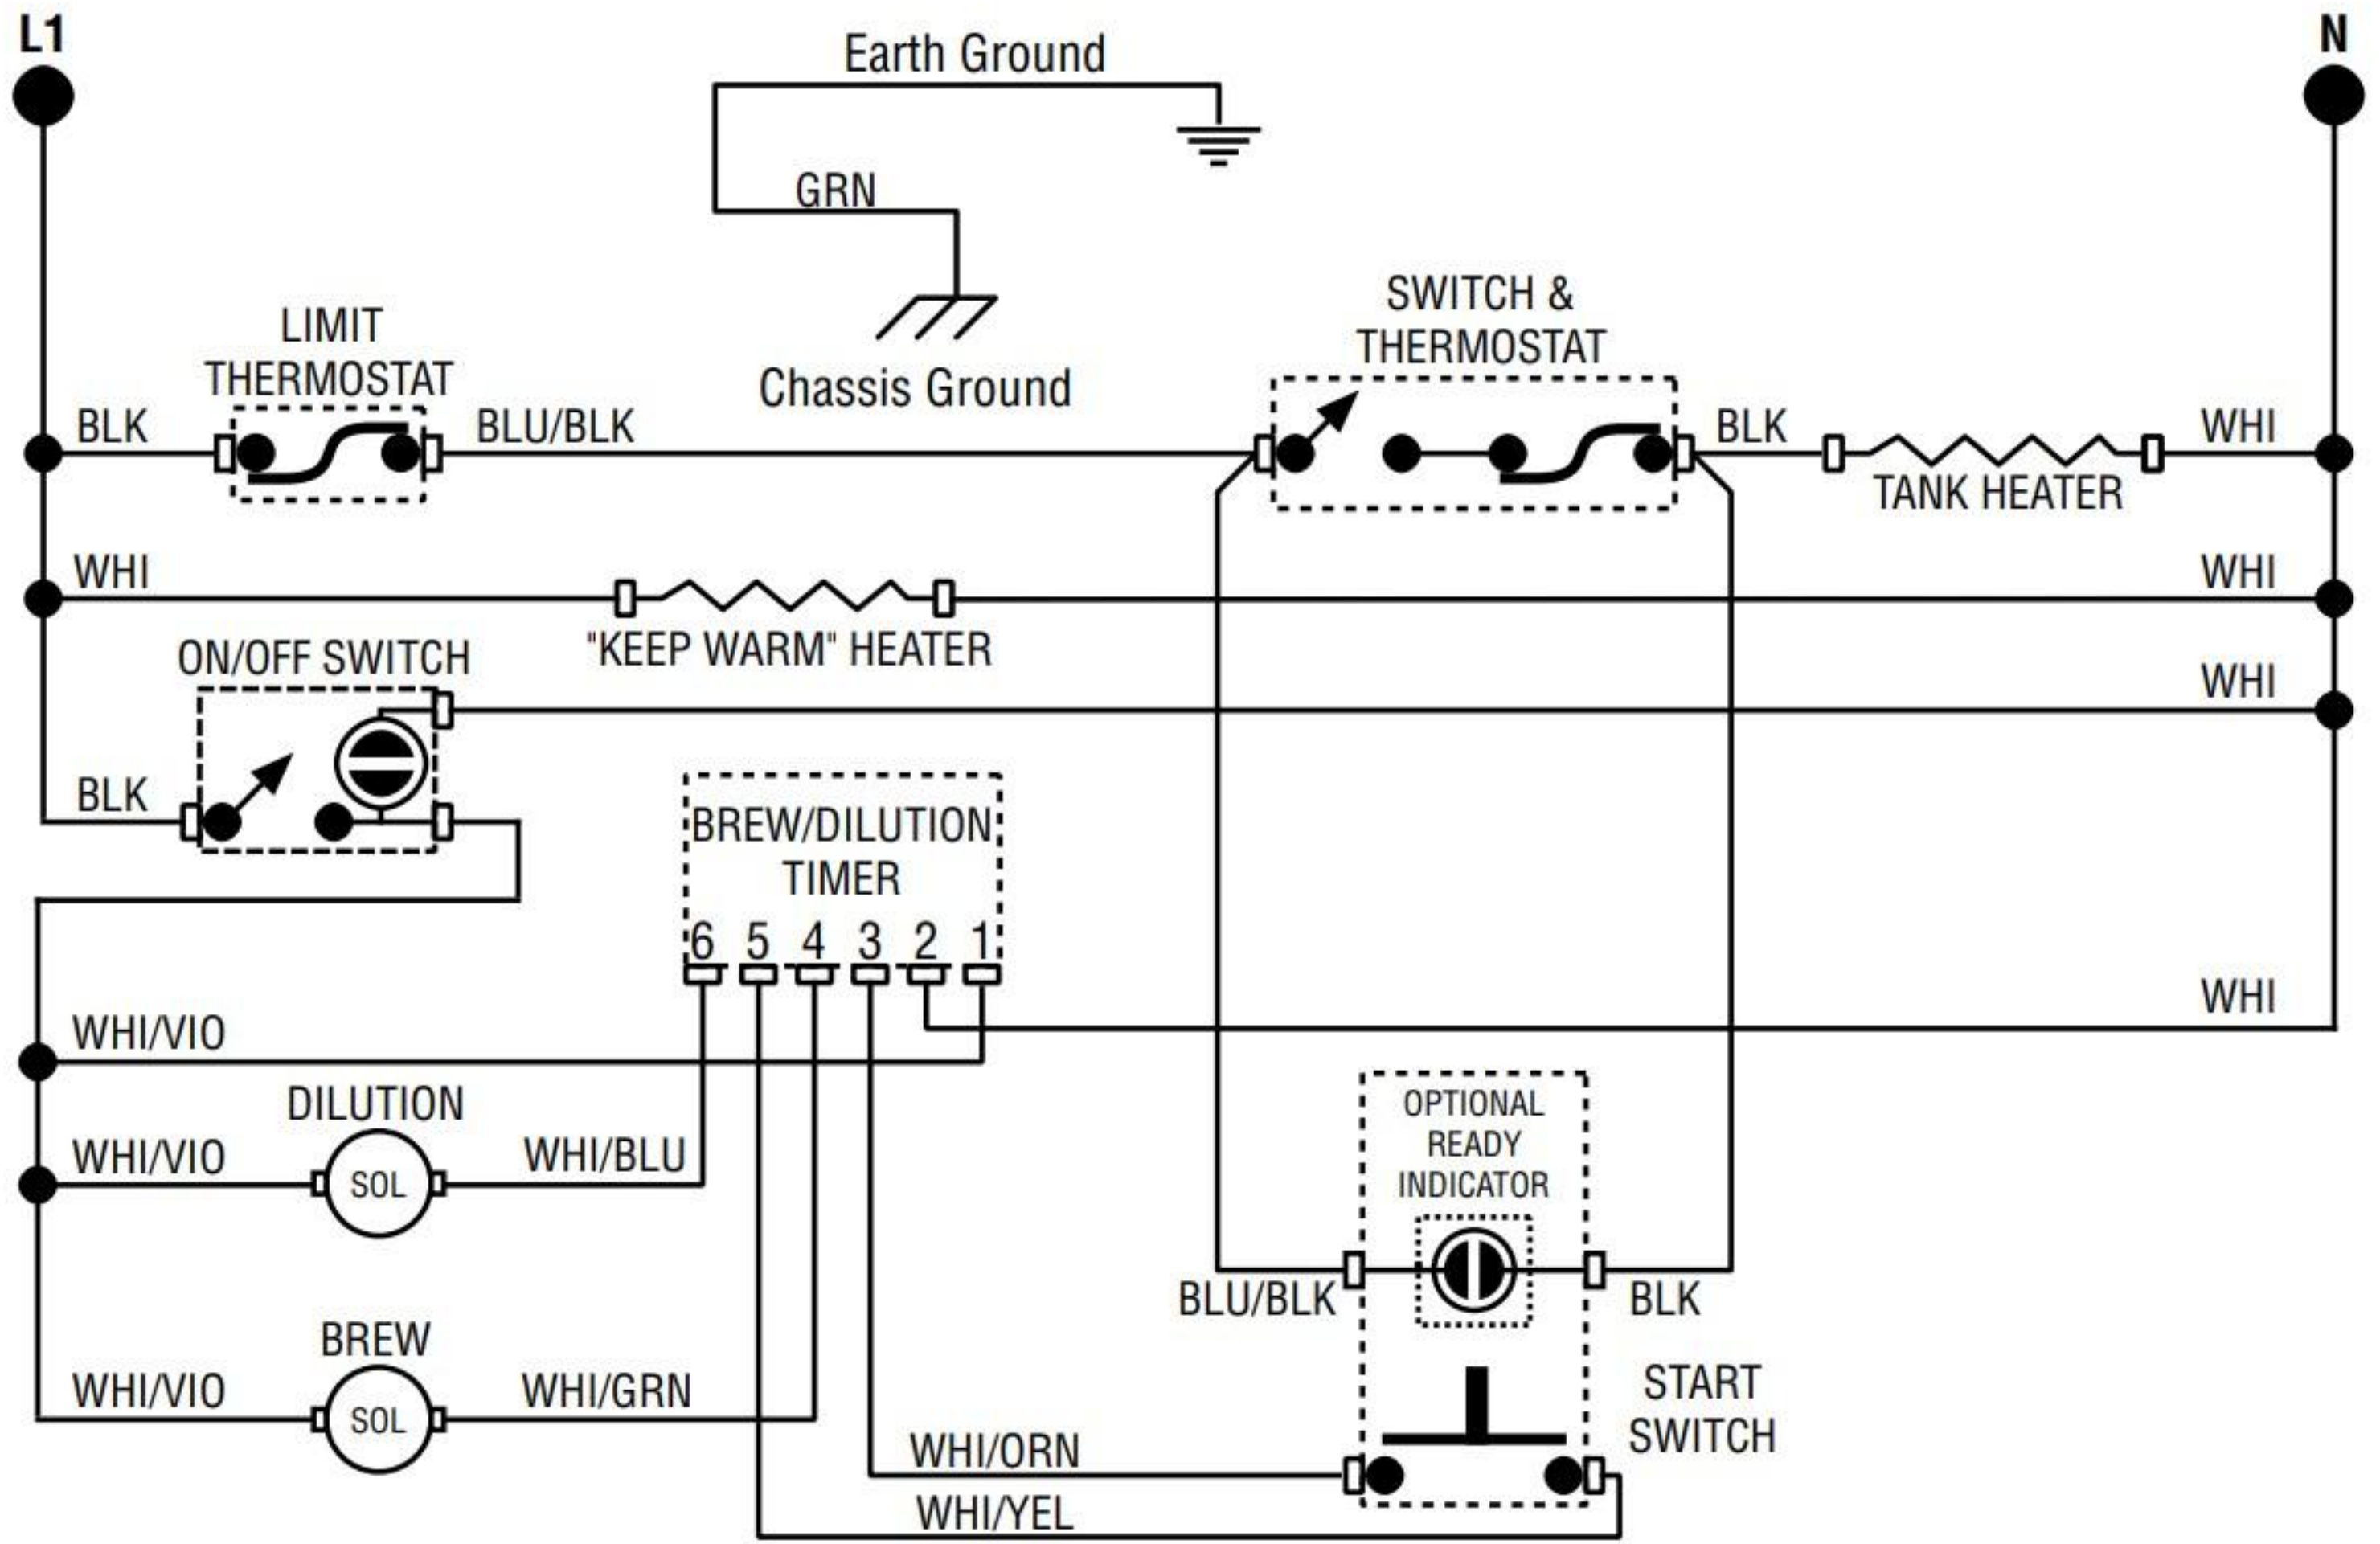 L1
N
Earth Ground
GRN
Chassis Ground
LIMIT
THERMOSTAT
SWITCH &
THERMOSTAT
BLK
BLU/BLK
BLK
WHI
TANK HEATER
WHI
WHI
"KEEP WARM" HEATER
ON/OFF SWITCH
WHI
BLK
BREW/DILUTION
TIMER
6 5 4 3 2 1
WHI
WHI/VIO
DILUTION
WHI/VIO
SOL
WHI/BLU
OPTIONAL
READY
INDICATOR
BLU/BLK
BLK
BREW
WHI/VIO
SOL
WHI/GRN
START
SWITCH
WHI/ORN
WHI/YEL